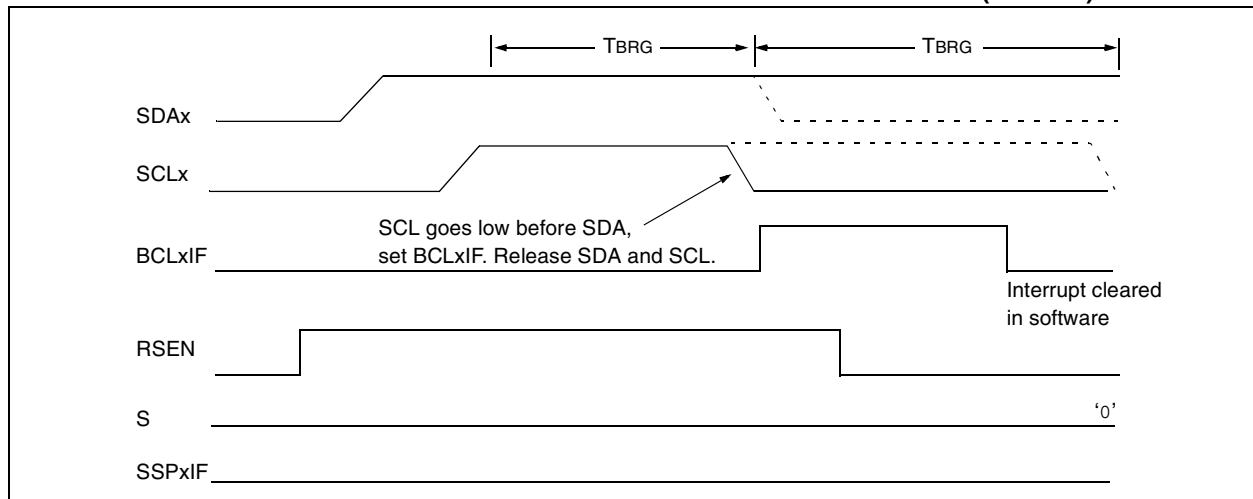 TBRG TBRG
SDAx
SCLx
SCL goes low before SDA,
set BCLxIF. Release SDA and SCL.
BCLxIF
Interrupt cleared
in software
RSEN
S
‘0’
SSPxIF